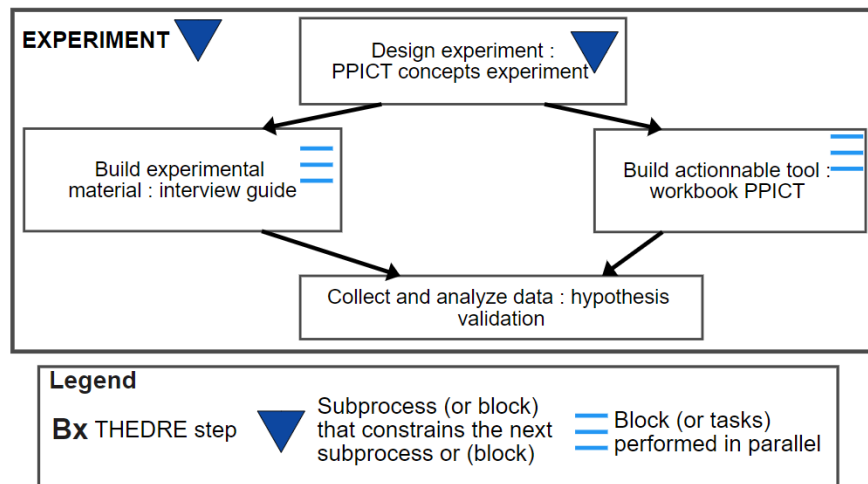 EXPERIMENT
Design experiment :
PPICT concepts experiment
Build experimental
material : interview guide
Build actionnable tool :
workbook PPICT
Collect and analyze data : hypothesis
validation
Legend
Bx THEDRE step
Subprocess (or block)
that constrains the next
subprocess or (block)
Block (or tasks)
performed in parallel